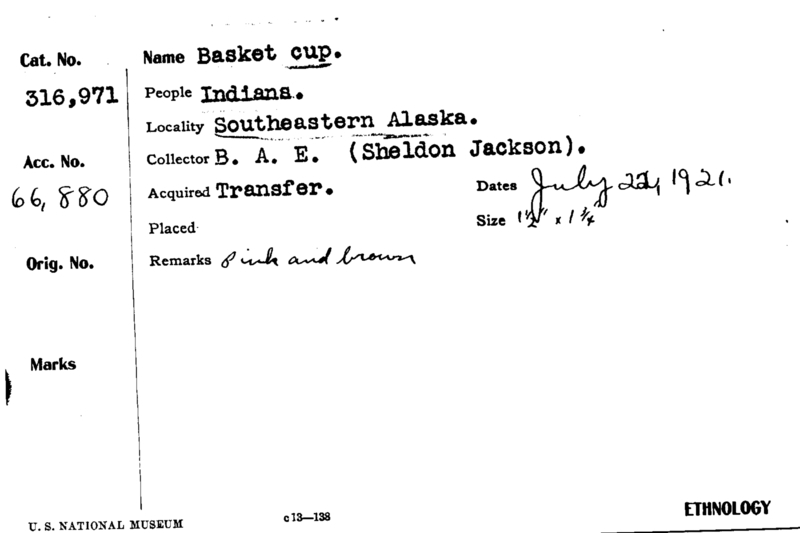 Cat. No. Name Basket cup.
316,971 People Indians.
Locality Southeastern Alaska.
Acc. No. Collector B. A. E. (Sheldon Jackson).
66,880 Acquired Transfer. Dates July 22, 1921.
Placed Size 1½" x 1¾"
Orig. No. Remarks Pink and brown
Marks
U. S. NATIONAL MUSEUM c13—138 ETHNOLOGY